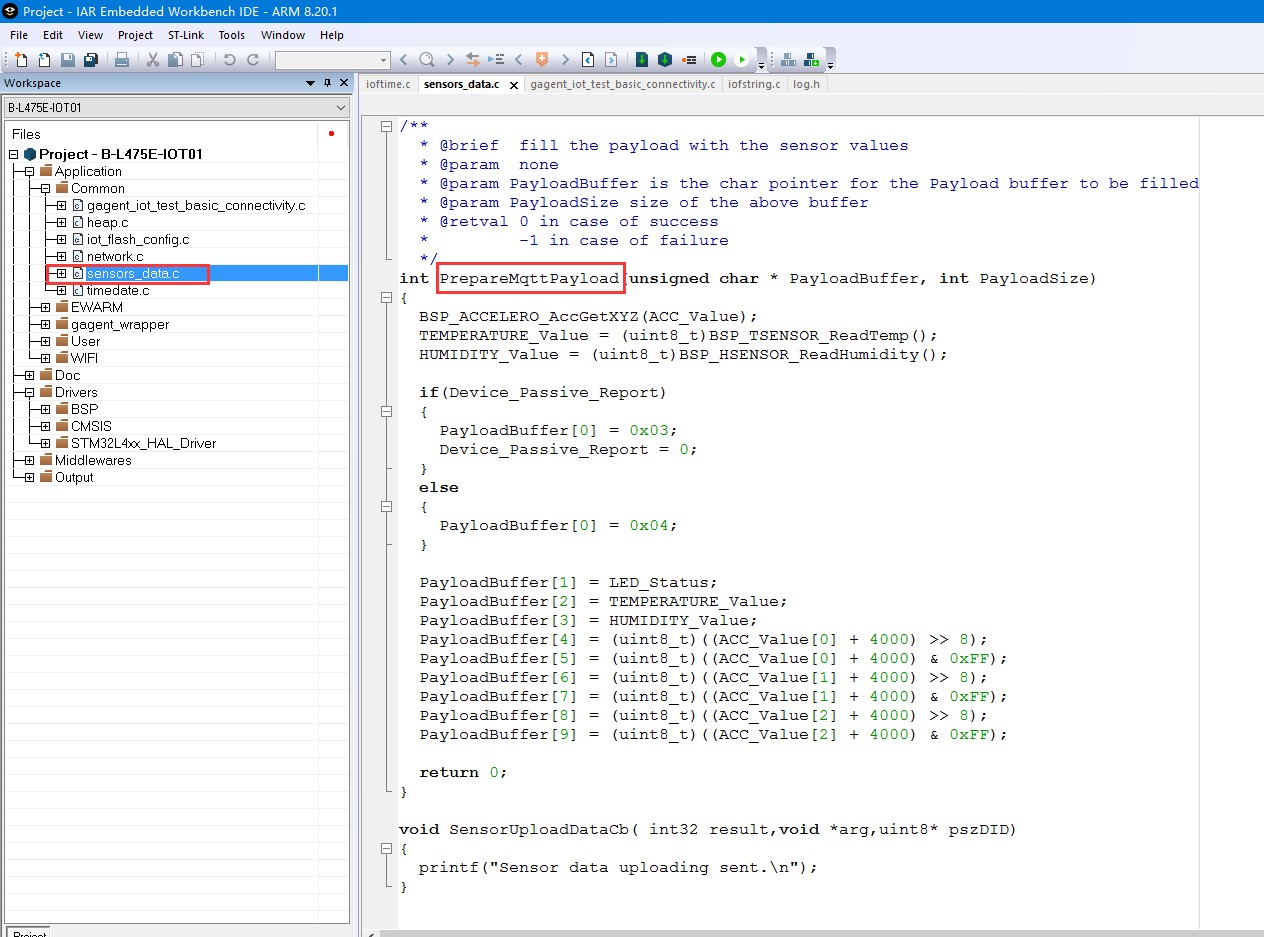 Project - IAR Embedded Workbench IDE - ARM 8.20.1
File Edit View Project ST-Link Tools Window Help
Workspace
B-L475E-IOT01
Files
Project - B-L475E-IOT01
Application
Common
gagent_iot_test_basic_connectivity.c
heap.c
iot_flash_config.c
network.c
sensors_data.c
timedate.c
EWARM
gagent_wrapper
User
WIFI
Doc
Drivers
BSP
CMSIS
STM32L4xx_HAL_Driver
Middlewares
Output
Project
ioftime.c sensors_data.c gagent_iot_test_basic_connectivity.c iofstring.c log.h
/**
* @brief fill the payload with the sensor values
* @param none
* @param PayloadBuffer is the char pointer for the Payload buffer to be filled
* @param PayloadSize size of the above buffer
* @retval 0 in case of success
* -1 in case of failure
*/
int PrepareMqttPayload(unsigned char * PayloadBuffer, int PayloadSize)
{
BSP_ACCELERO_AccGetXYZ(ACC_Value);
TEMPERATURE_Value = (uint8_t)BSP_TSENSOR_ReadTemp();
HUMIDITY_Value = (uint8_t)BSP_HSENSOR_ReadHumidity();
if(Device_Passive_Report)
{
PayloadBuffer[0] = 0x03;
Device_Passive_Report = 0;
}
else
{
PayloadBuffer[0] = 0x04;
}
PayloadBuffer[1] = LED_Status;
PayloadBuffer[2] = TEMPERATURE_Value;
PayloadBuffer[3] = HUMIDITY_Value;
PayloadBuffer[4] = (uint8_t)((ACC_Value[0] + 4000) >> 8);
PayloadBuffer[5] = (uint8_t)((ACC_Value[0] + 4000) & 0xFF);
PayloadBuffer[6] = (uint8_t)((ACC_Value[1] + 4000) >> 8);
PayloadBuffer[7] = (uint8_t)((ACC_Value[1] + 4000) & 0xFF);
PayloadBuffer[8] = (uint8_t)((ACC_Value[2] + 4000) >> 8);
PayloadBuffer[9] = (uint8_t)((ACC_Value[2] + 4000) & 0xFF);
return 0;
}
void SensorUploadDataCb( int32 result,void *arg,uint8* pszDID)
{
printf("Sensor data uploading sent.\n");
}